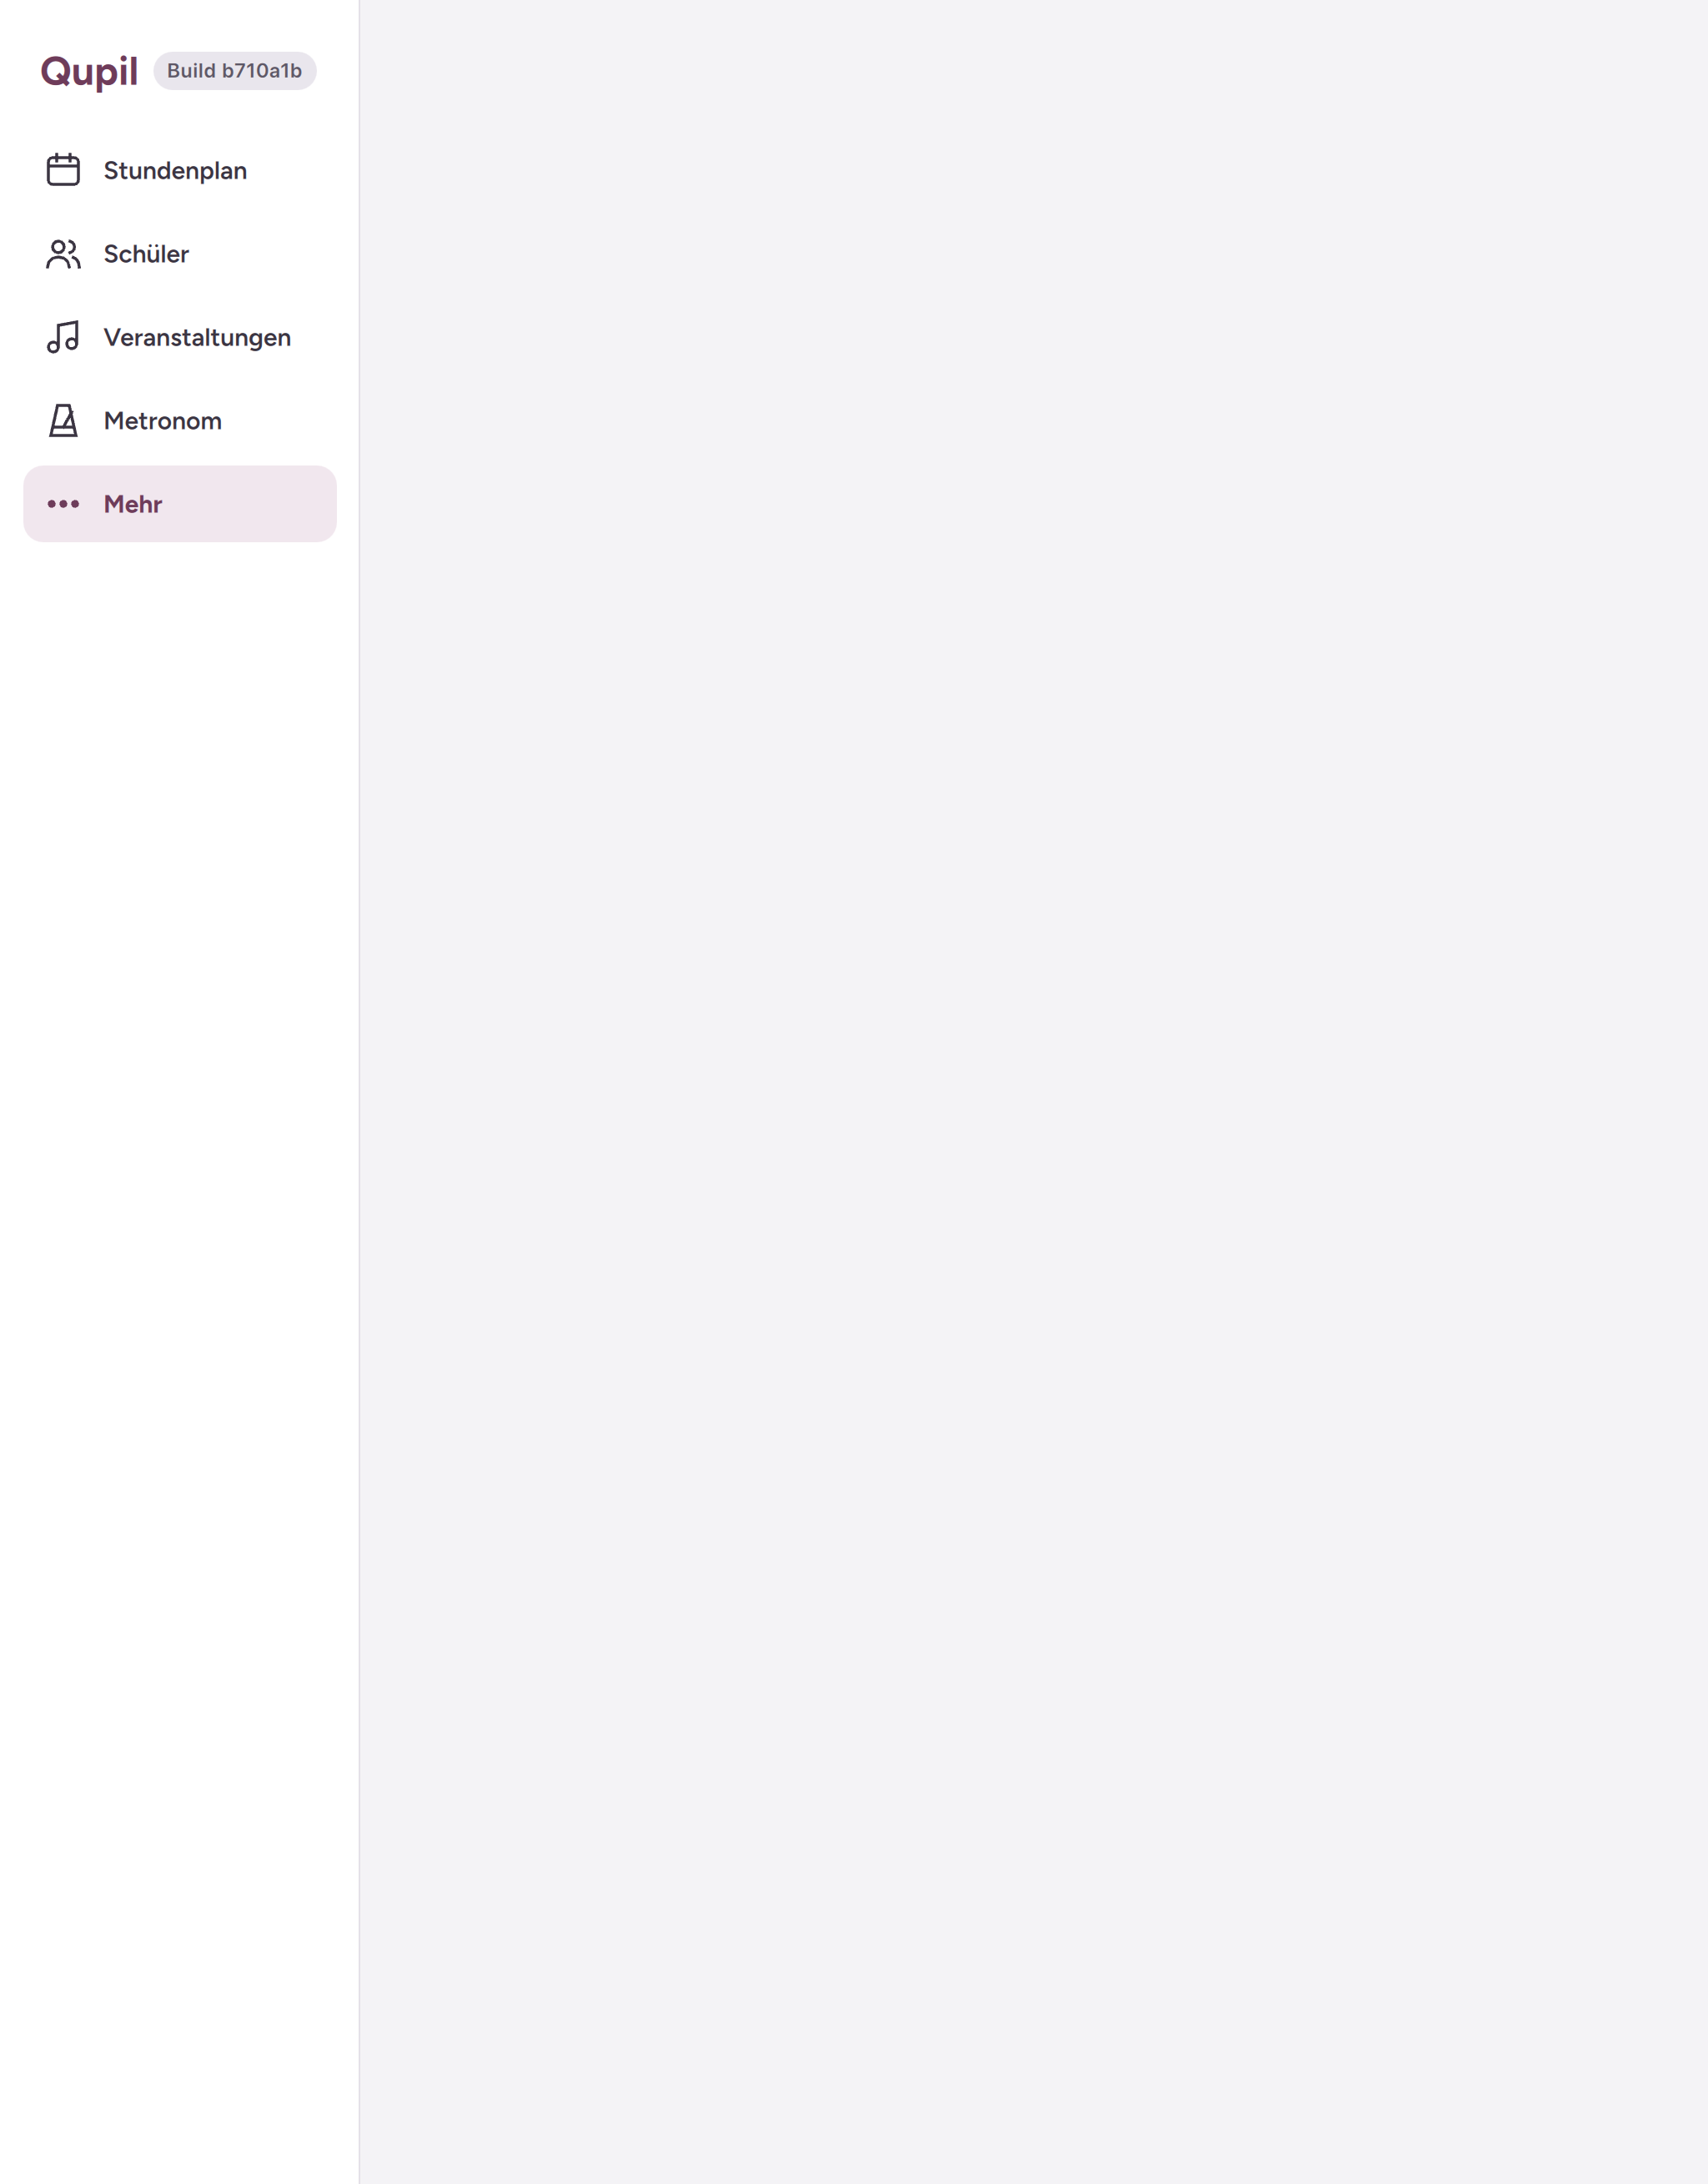 Qupil Build b710a1b
Stundenplan
Schüler
Veranstaltungen
Metronom
Mehr